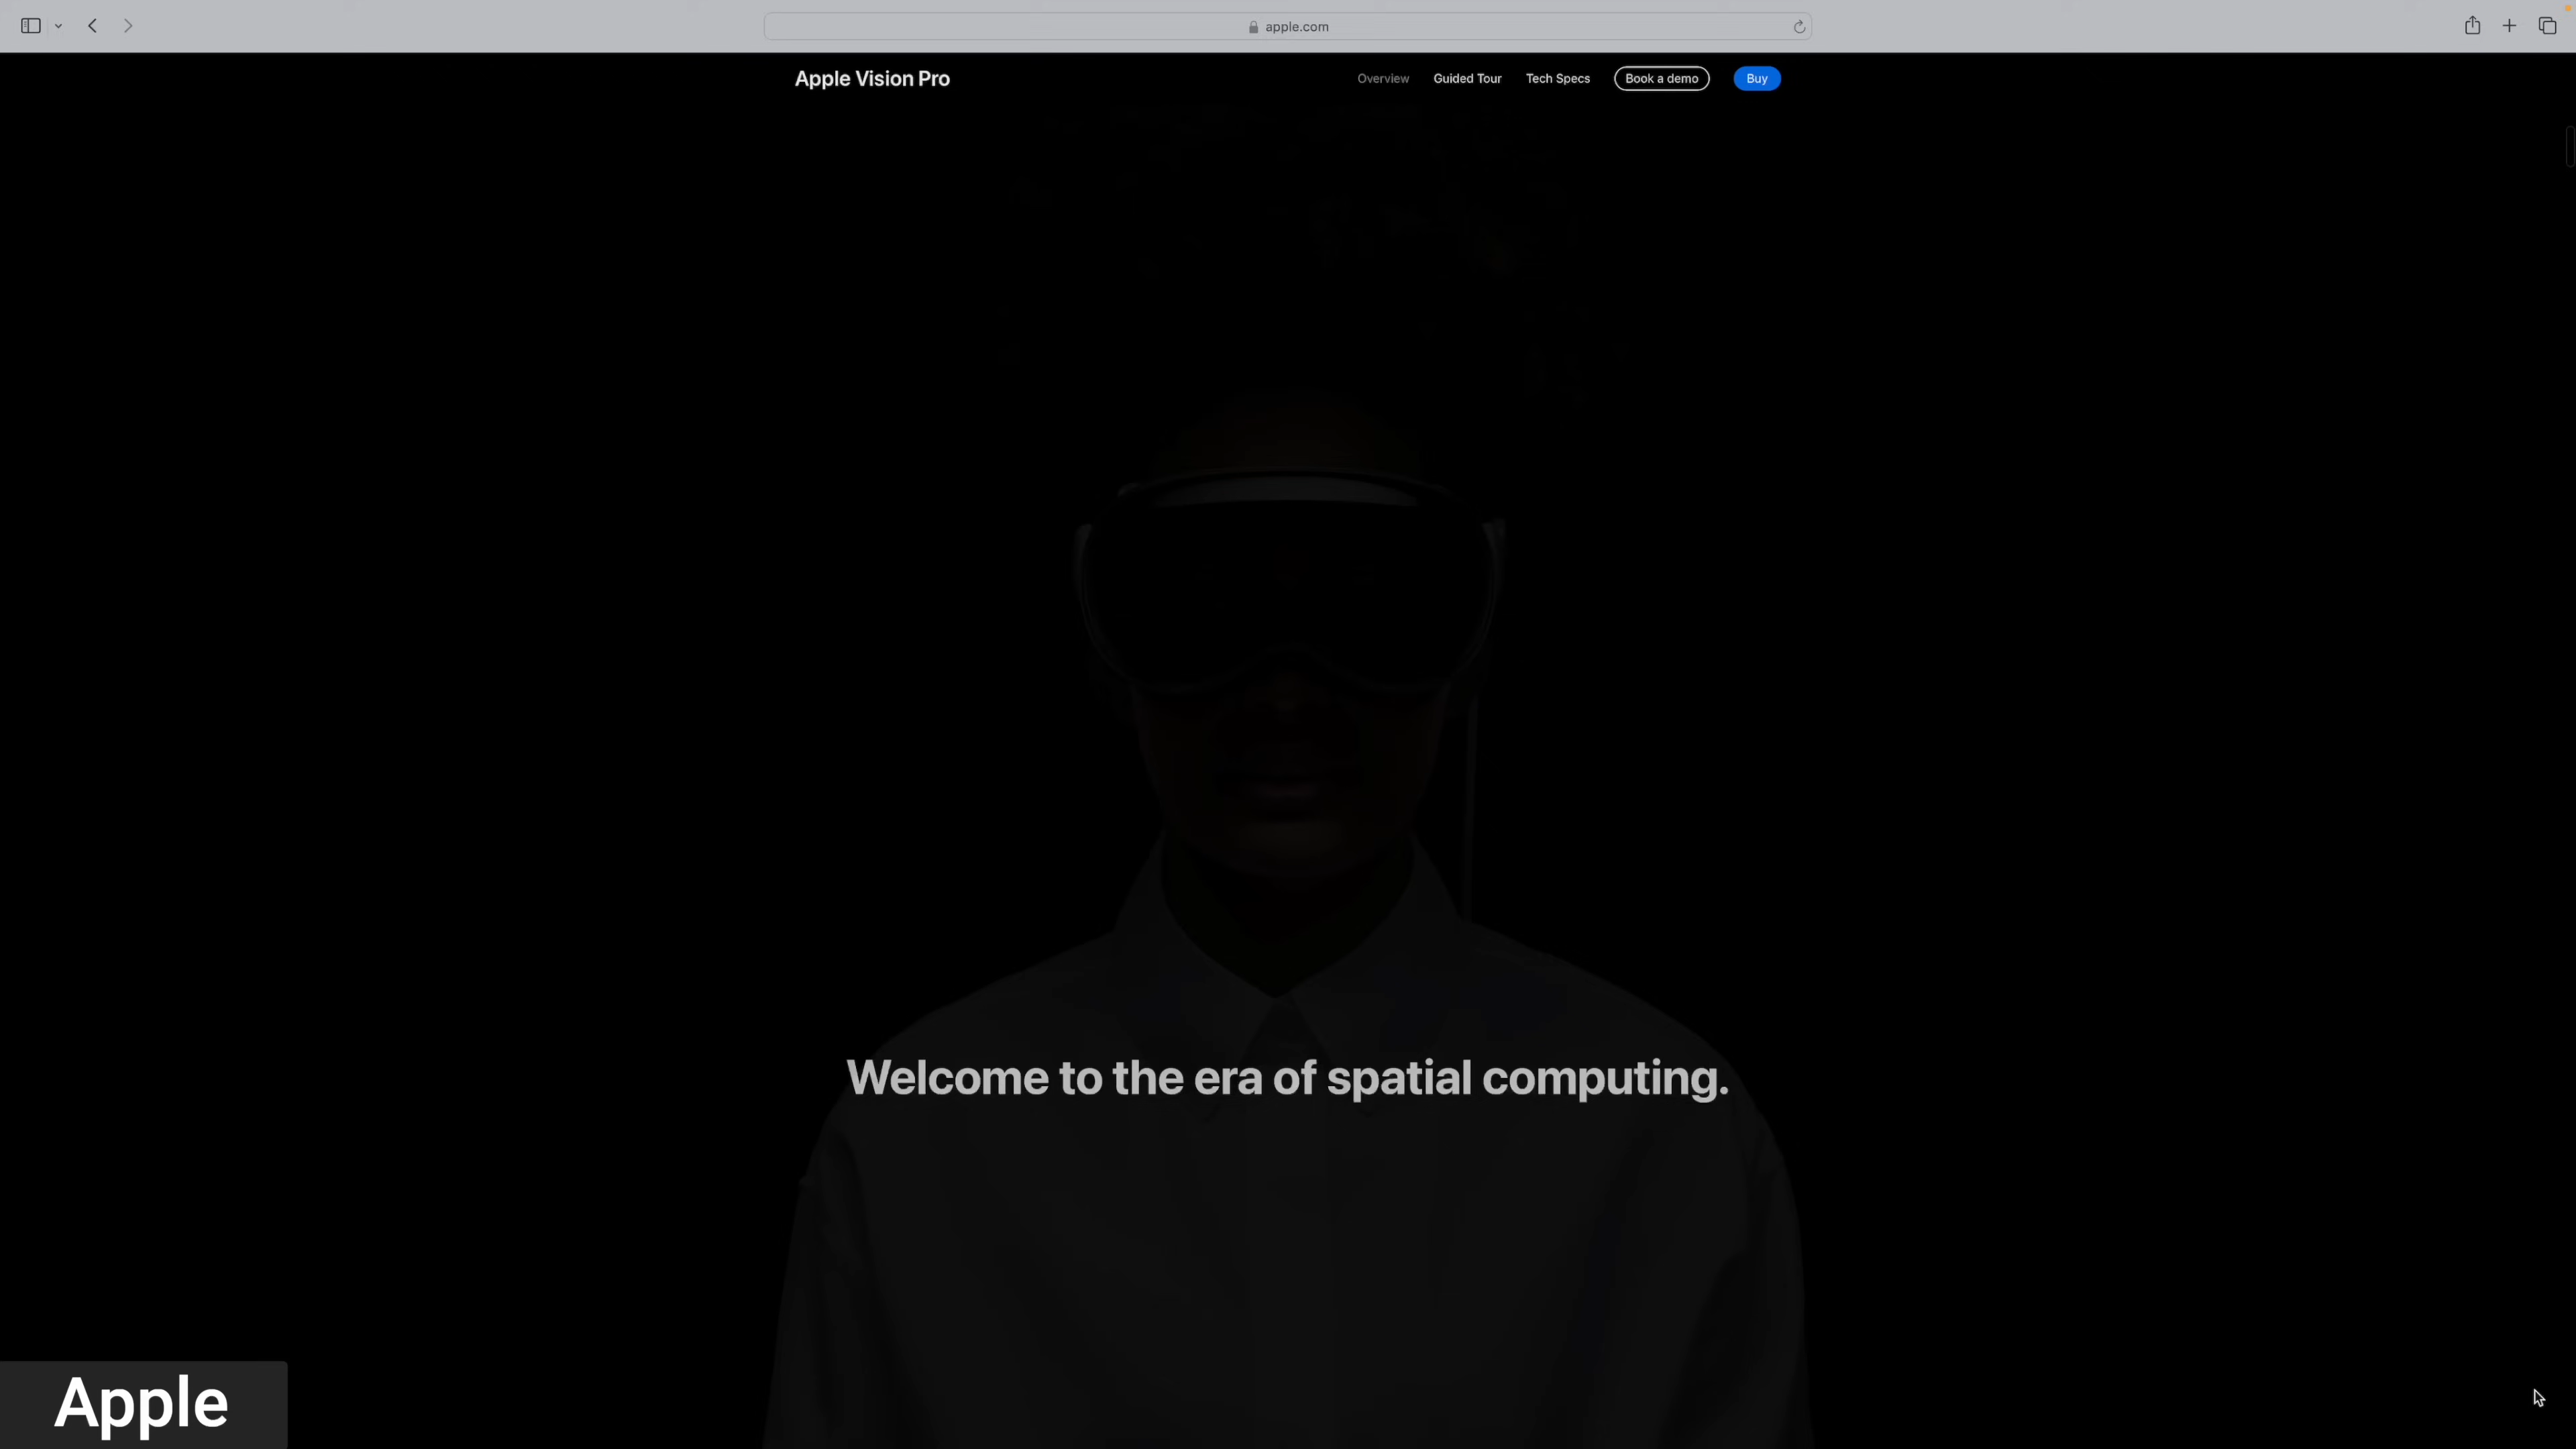 apple.com
Apple Vision Pro
Overview
Guided Tour
Tech Specs
Book a demo
Buy
Welcome to the era of spatial computing.
Apple